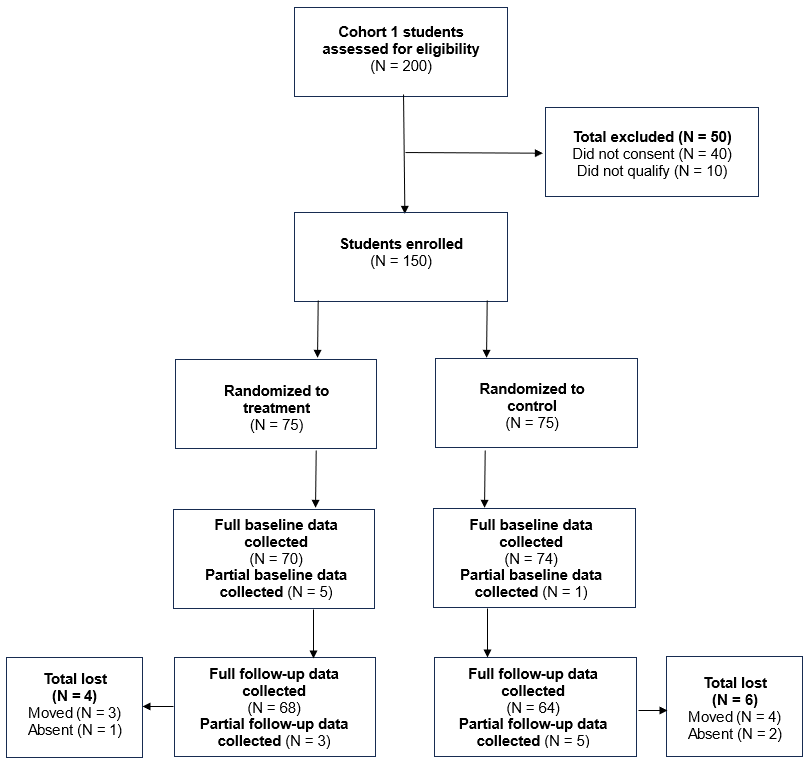 Cohort 1 students
assessed for eligibility
(N = 200)
Total excluded (N = 50)
Did not consent (N = 40)
Did not qualify (N = 10)
Students enrolled
(N = 150)
Randomized to
treatment
(N = 75)
Randomized to
control
(N = 75)
Full baseline data
collected
(N = 70)
Partial baseline data
collected (N = 5)
Full baseline data
collected
(N = 74)
Partial baseline data
collected (N = 1)
Total lost
(N = 4)
Moved (N = 3)
Absent (N = 1)
Full follow-up data
collected
(N = 68)
Partial follow-up data
collected (N = 3)
Full follow-up data
collected
(N = 64)
Partial follow-up data
collected (N = 5)
Total lost
(N = 6)
Moved (N = 4)
Absent (N = 2)